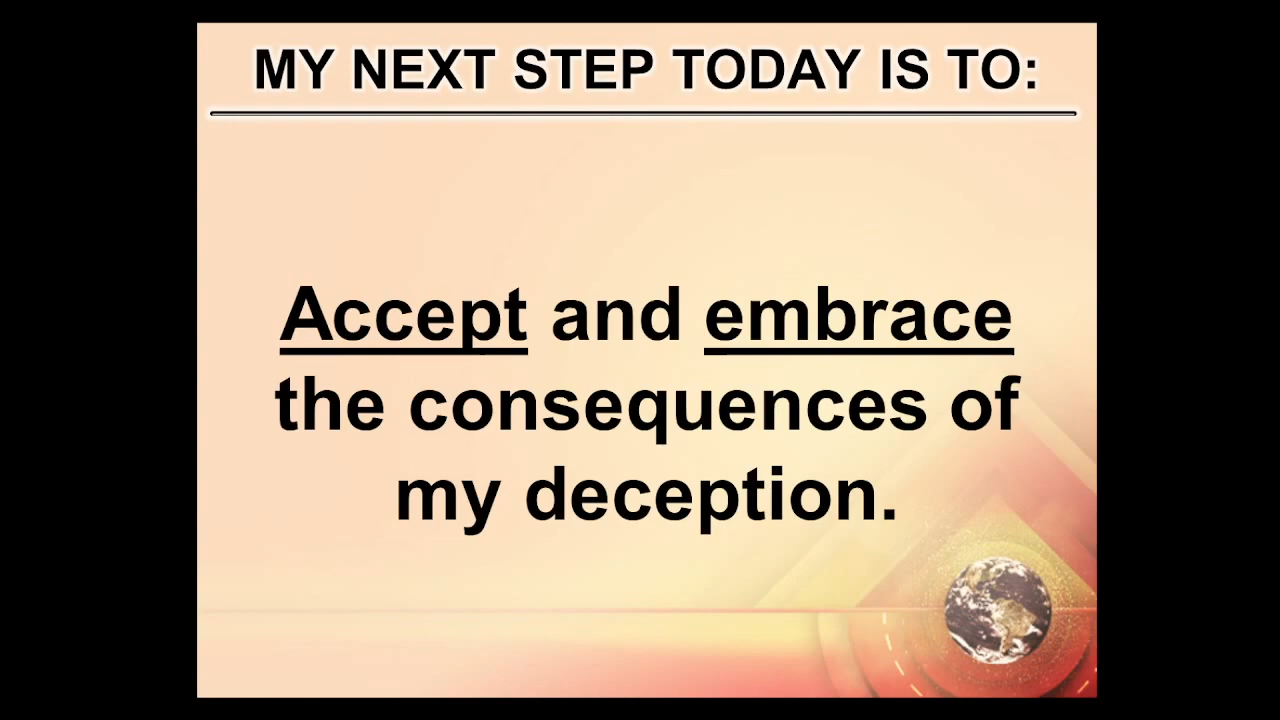 MY NEXT STEP TODAY IS TO:
Accept and embrace
the consequences of
my deception.